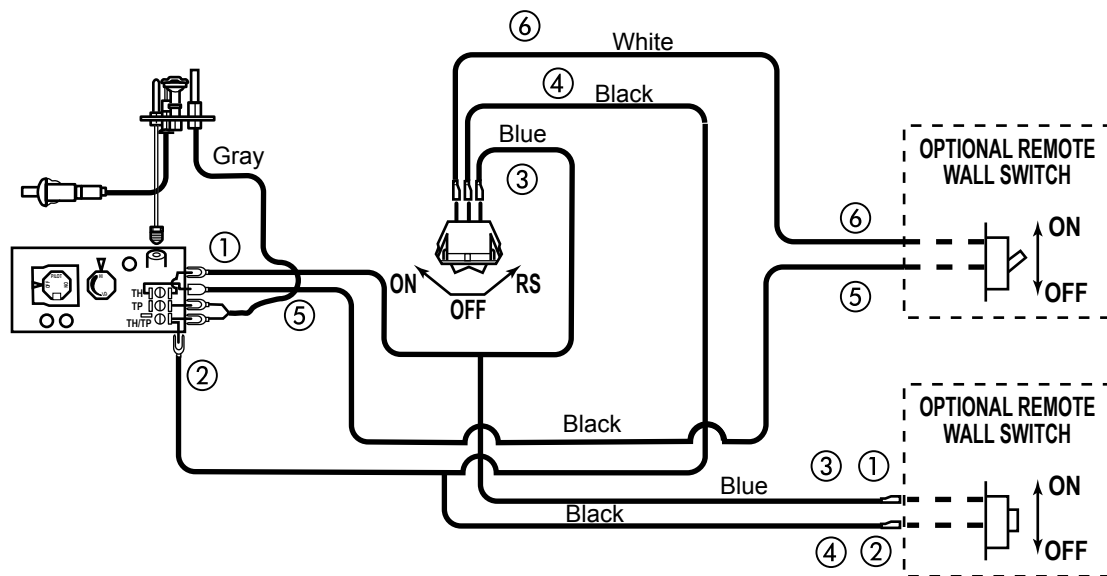 ⑥
White
④
Black
Blue
③
Gray
OPTIONAL REMOTE
WALL SWITCH
⑥
ON
⑤
OFF
①
ON
OFF
RS
TH
TP
TH/TP
⑤
②
Black
OPTIONAL REMOTE
WALL SWITCH
③ ①
Blue
ON
Black
④ ②
OFF
PILOT